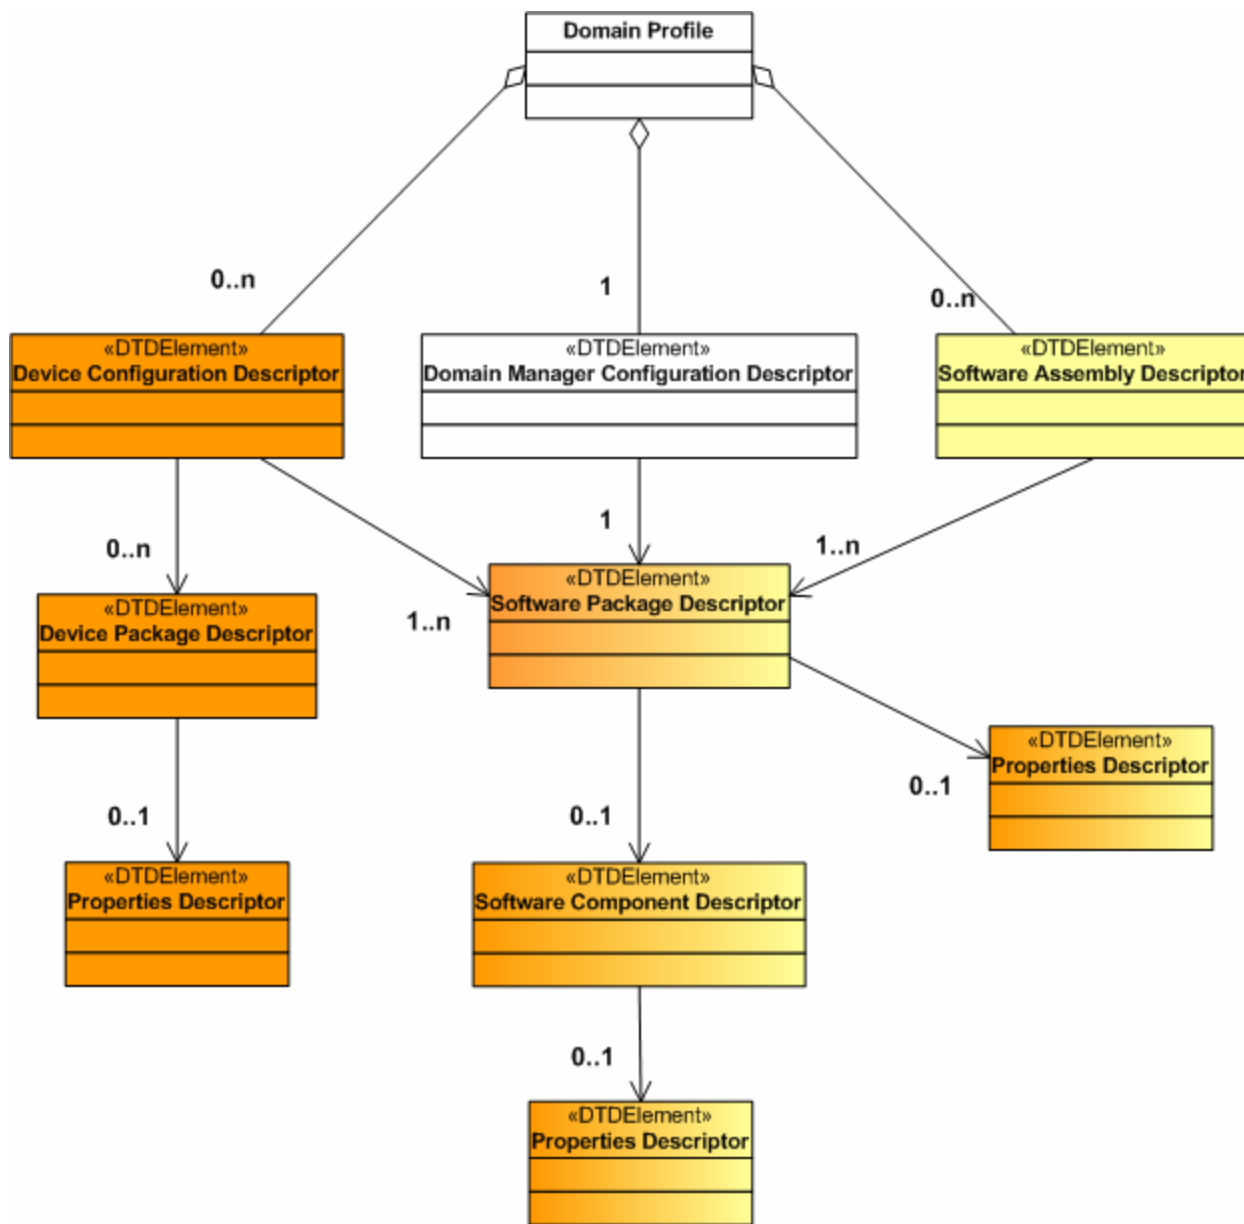 Domain Profile
0..n
1
0..n
«DTDElement»
Device Configuration Descriptor
«DTDElement»
Domain Manager Configuration Descriptor
«DTDElement»
Software Assembly Descriptor
0..n
1
1..n
1..n
«DTDElement»
Device Package Descriptor
«DTDElement»
Software Package Descriptor
0..1
0..1
0..1
«DTDElement»
Properties Descriptor
«DTDElement»
Properties Descriptor
«DTDElement»
Software Component Descriptor
0..1
«DTDElement»
Properties Descriptor